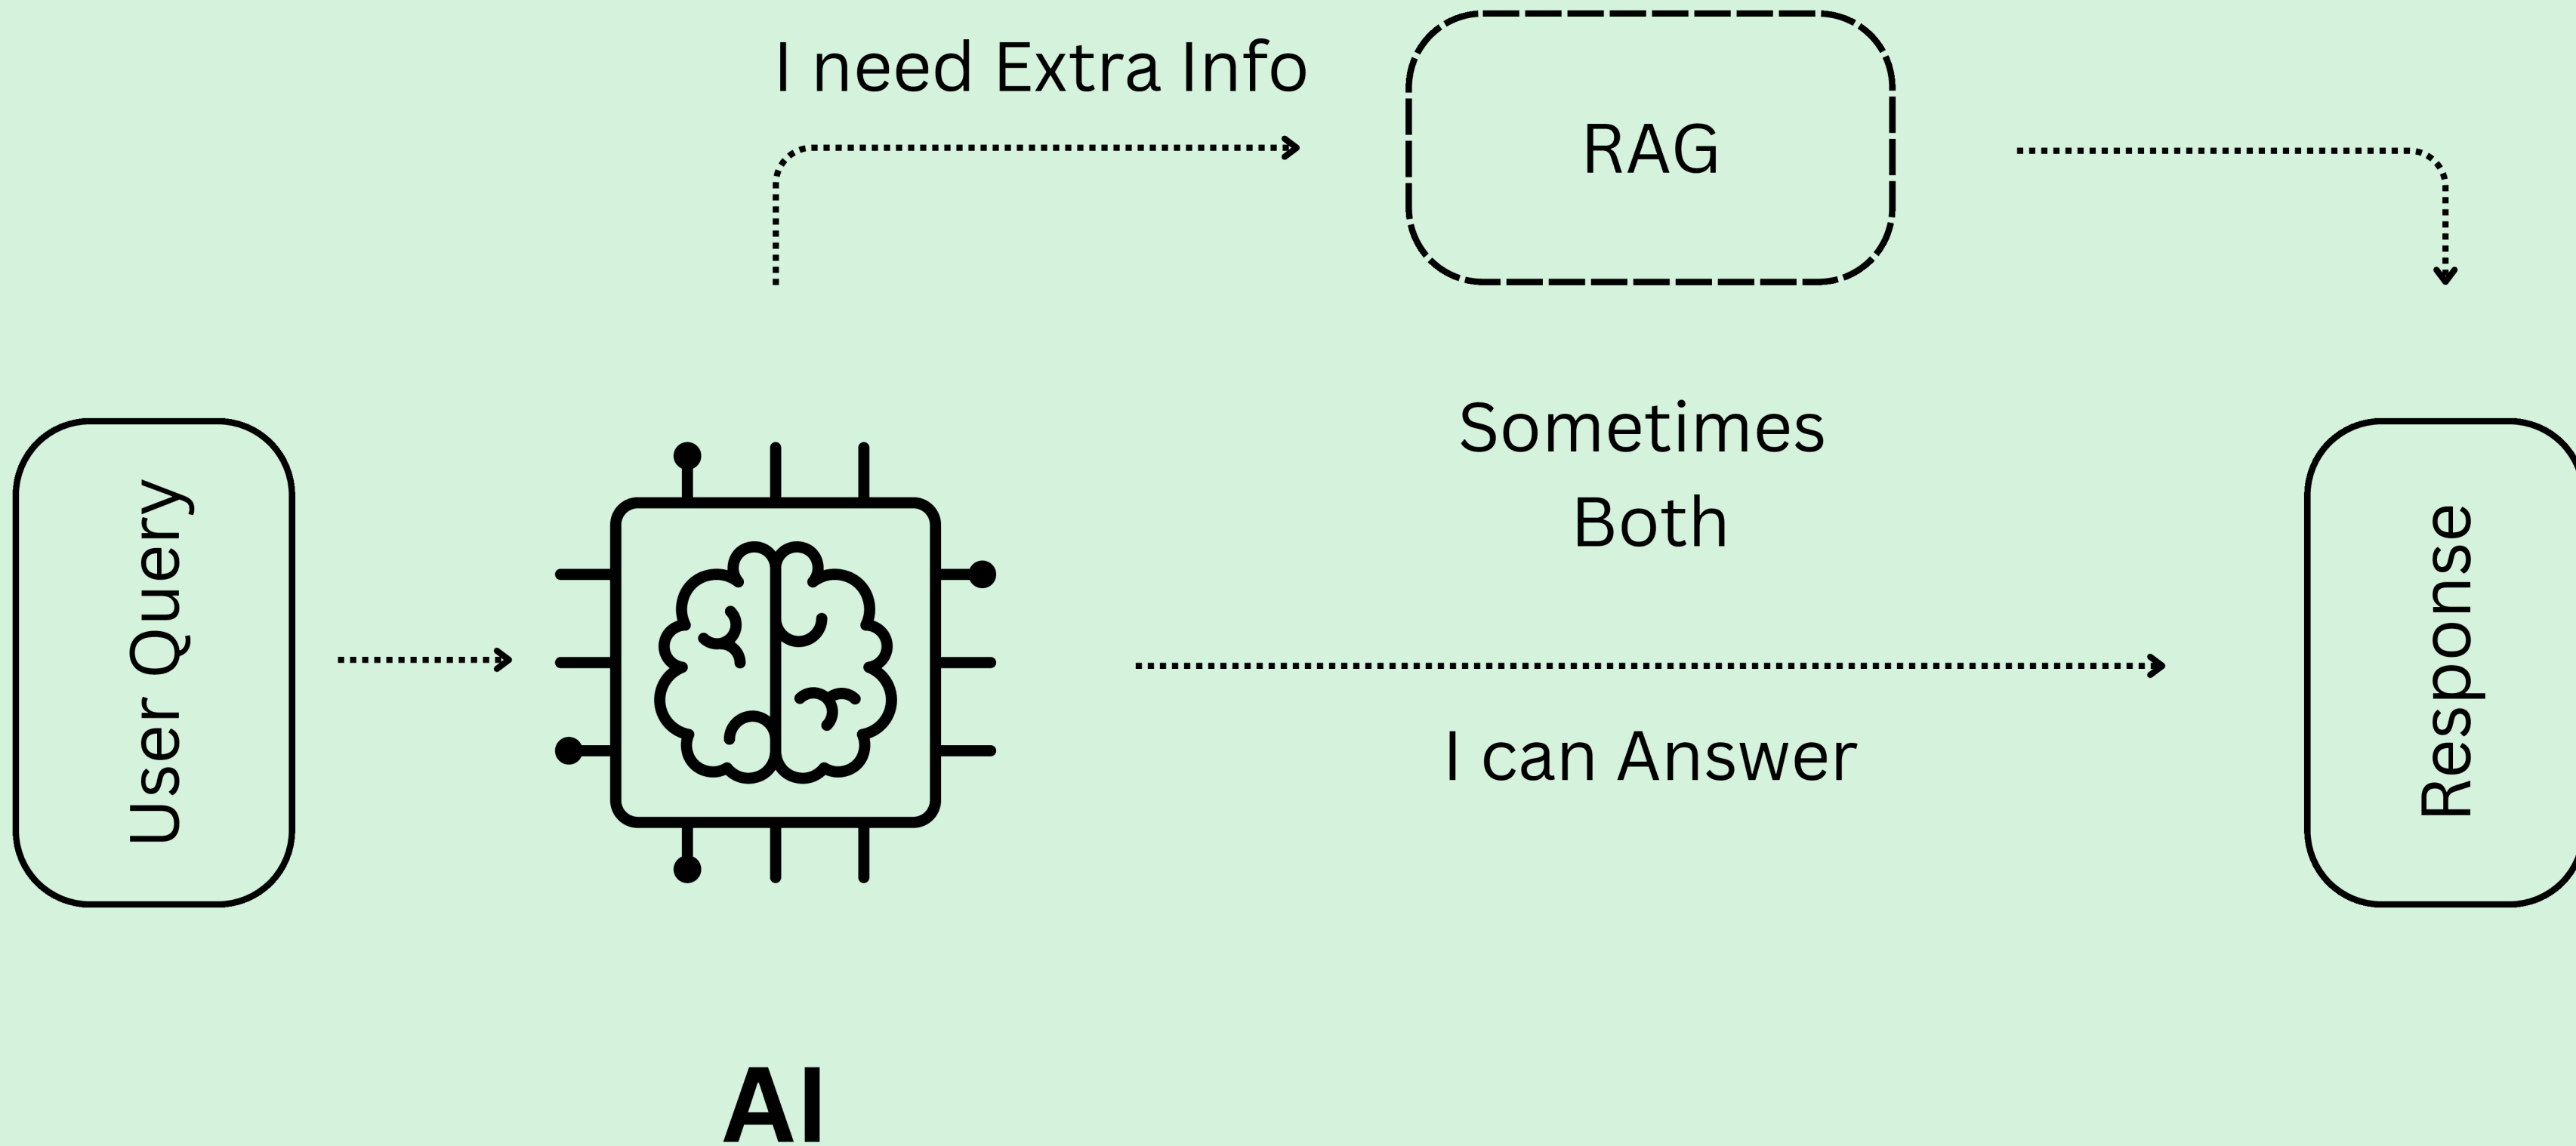 I need Extra Info
RAG
Sometimes
Both
User Query
I can Answer
Response
AI